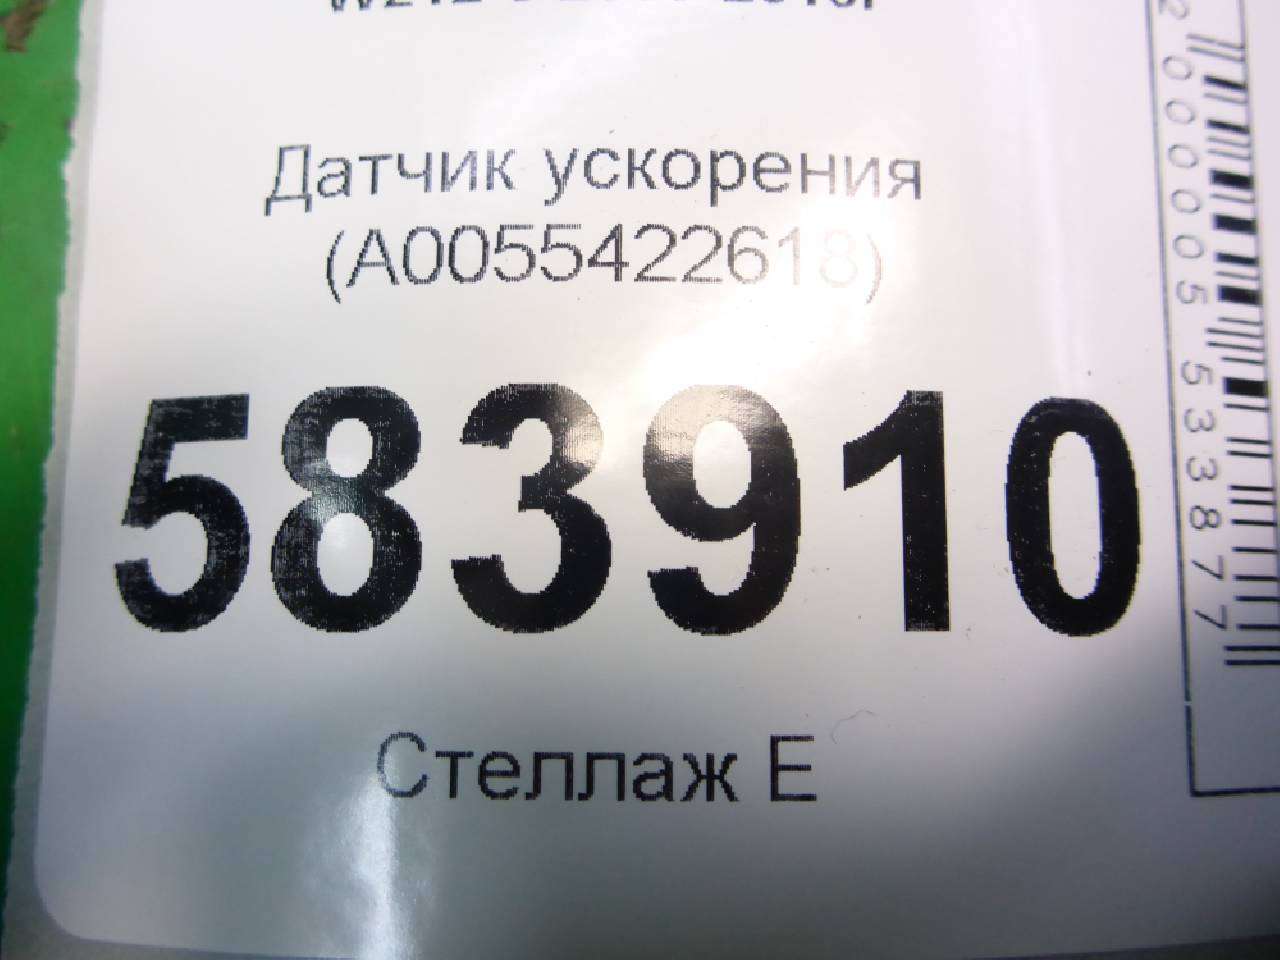 Датчик ускорения
(A0055422618)
583910
Стеллаж Е
2000005533877